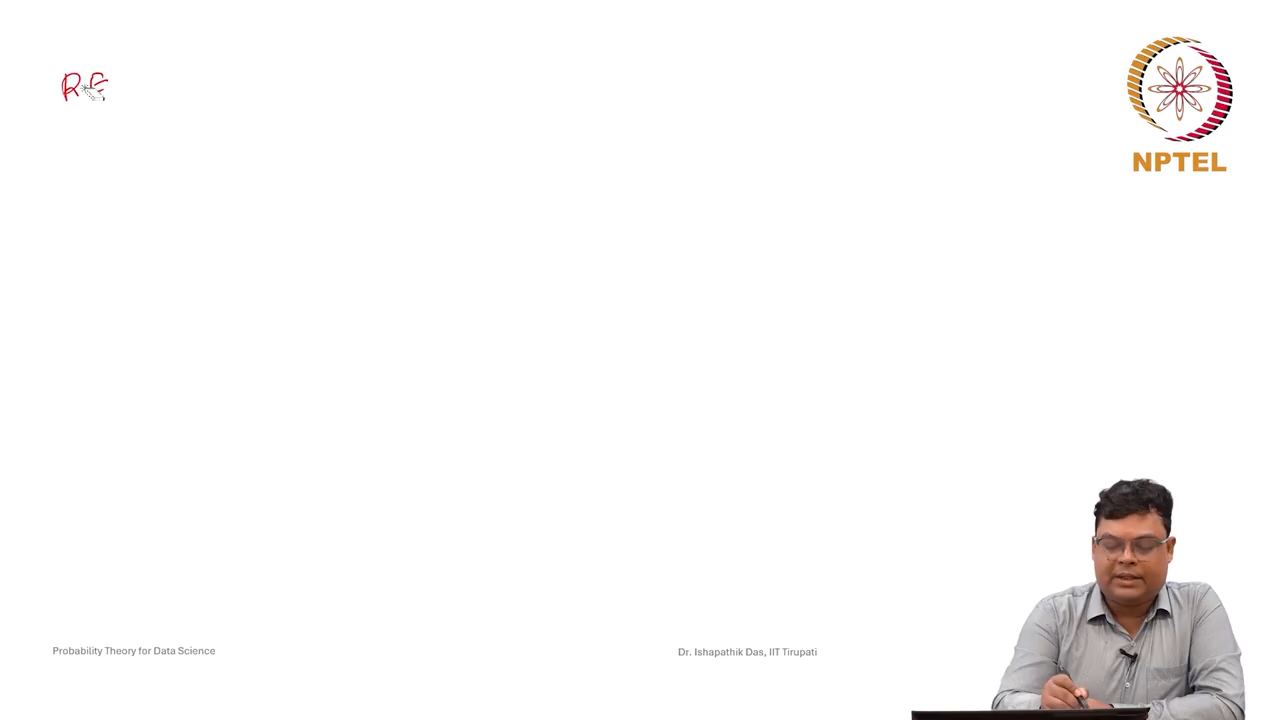 R.E
NPTEL
Probability Theory for Data Science
Dr. Ishapathik Das, IIT Tirupati